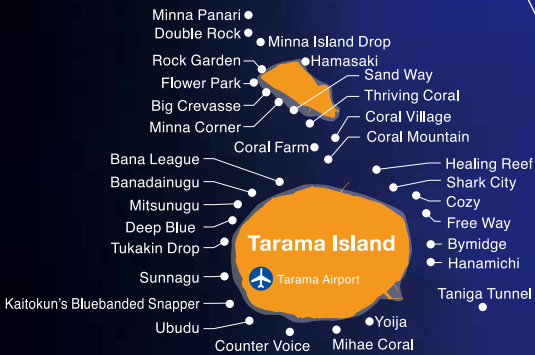 Minna Panari
Double Rock
Minna Island Drop
Rock Garden
Hamasaki
Flower Park
Sand Way
Big Crevasse
Thriving Coral
Minna Corner
Coral Village
Coral Farm
Coral Mountain
Bana League
Healing Reef
Banadainugu
Shark City
Mitsunugu
Cozy
Deep Blue
Free Way
Tukakin Drop
Tarama Island
Bymidge
Hanamichi
Sunnagu
Tarama Airport
Taniga Tunnel
Kaitokun's Bluebanded Snapper
Ubudu
Yoija
Counter Voice
Mihae Coral